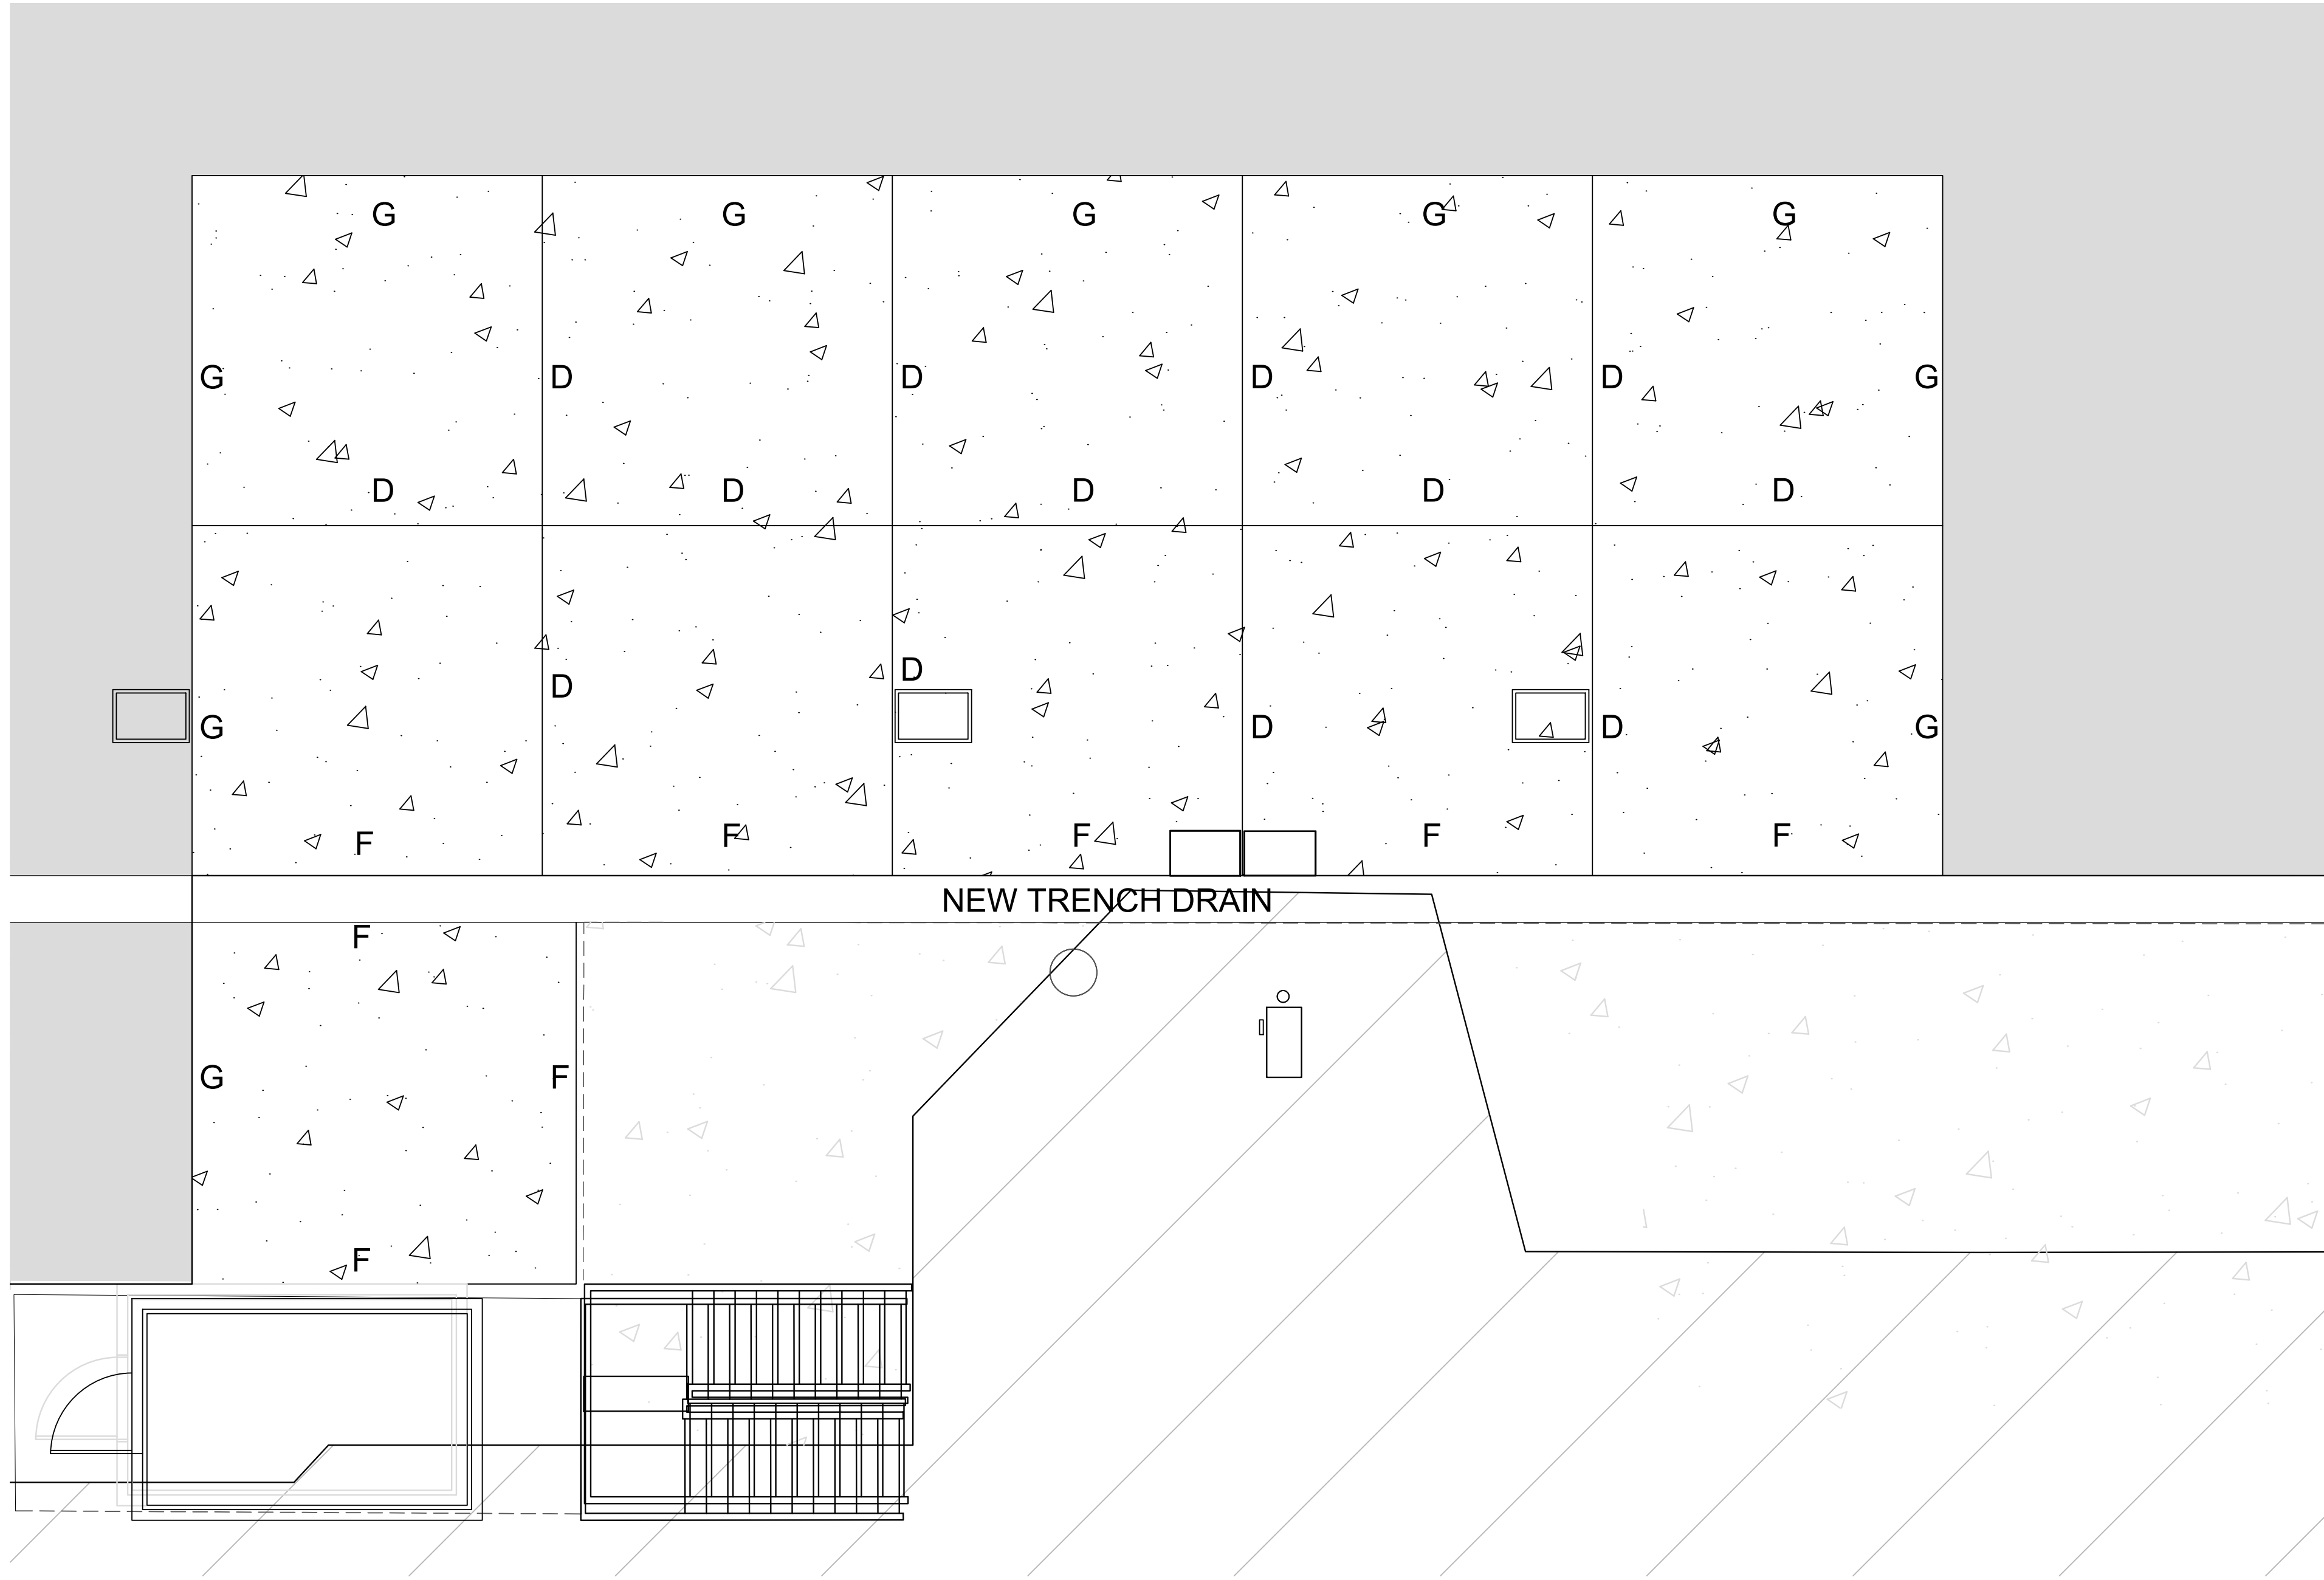 G G G G G
G D D D D G
D D D D D
D
D
G D D G
F F F F F
NEW TRENCH DRAIN
F
G F
F